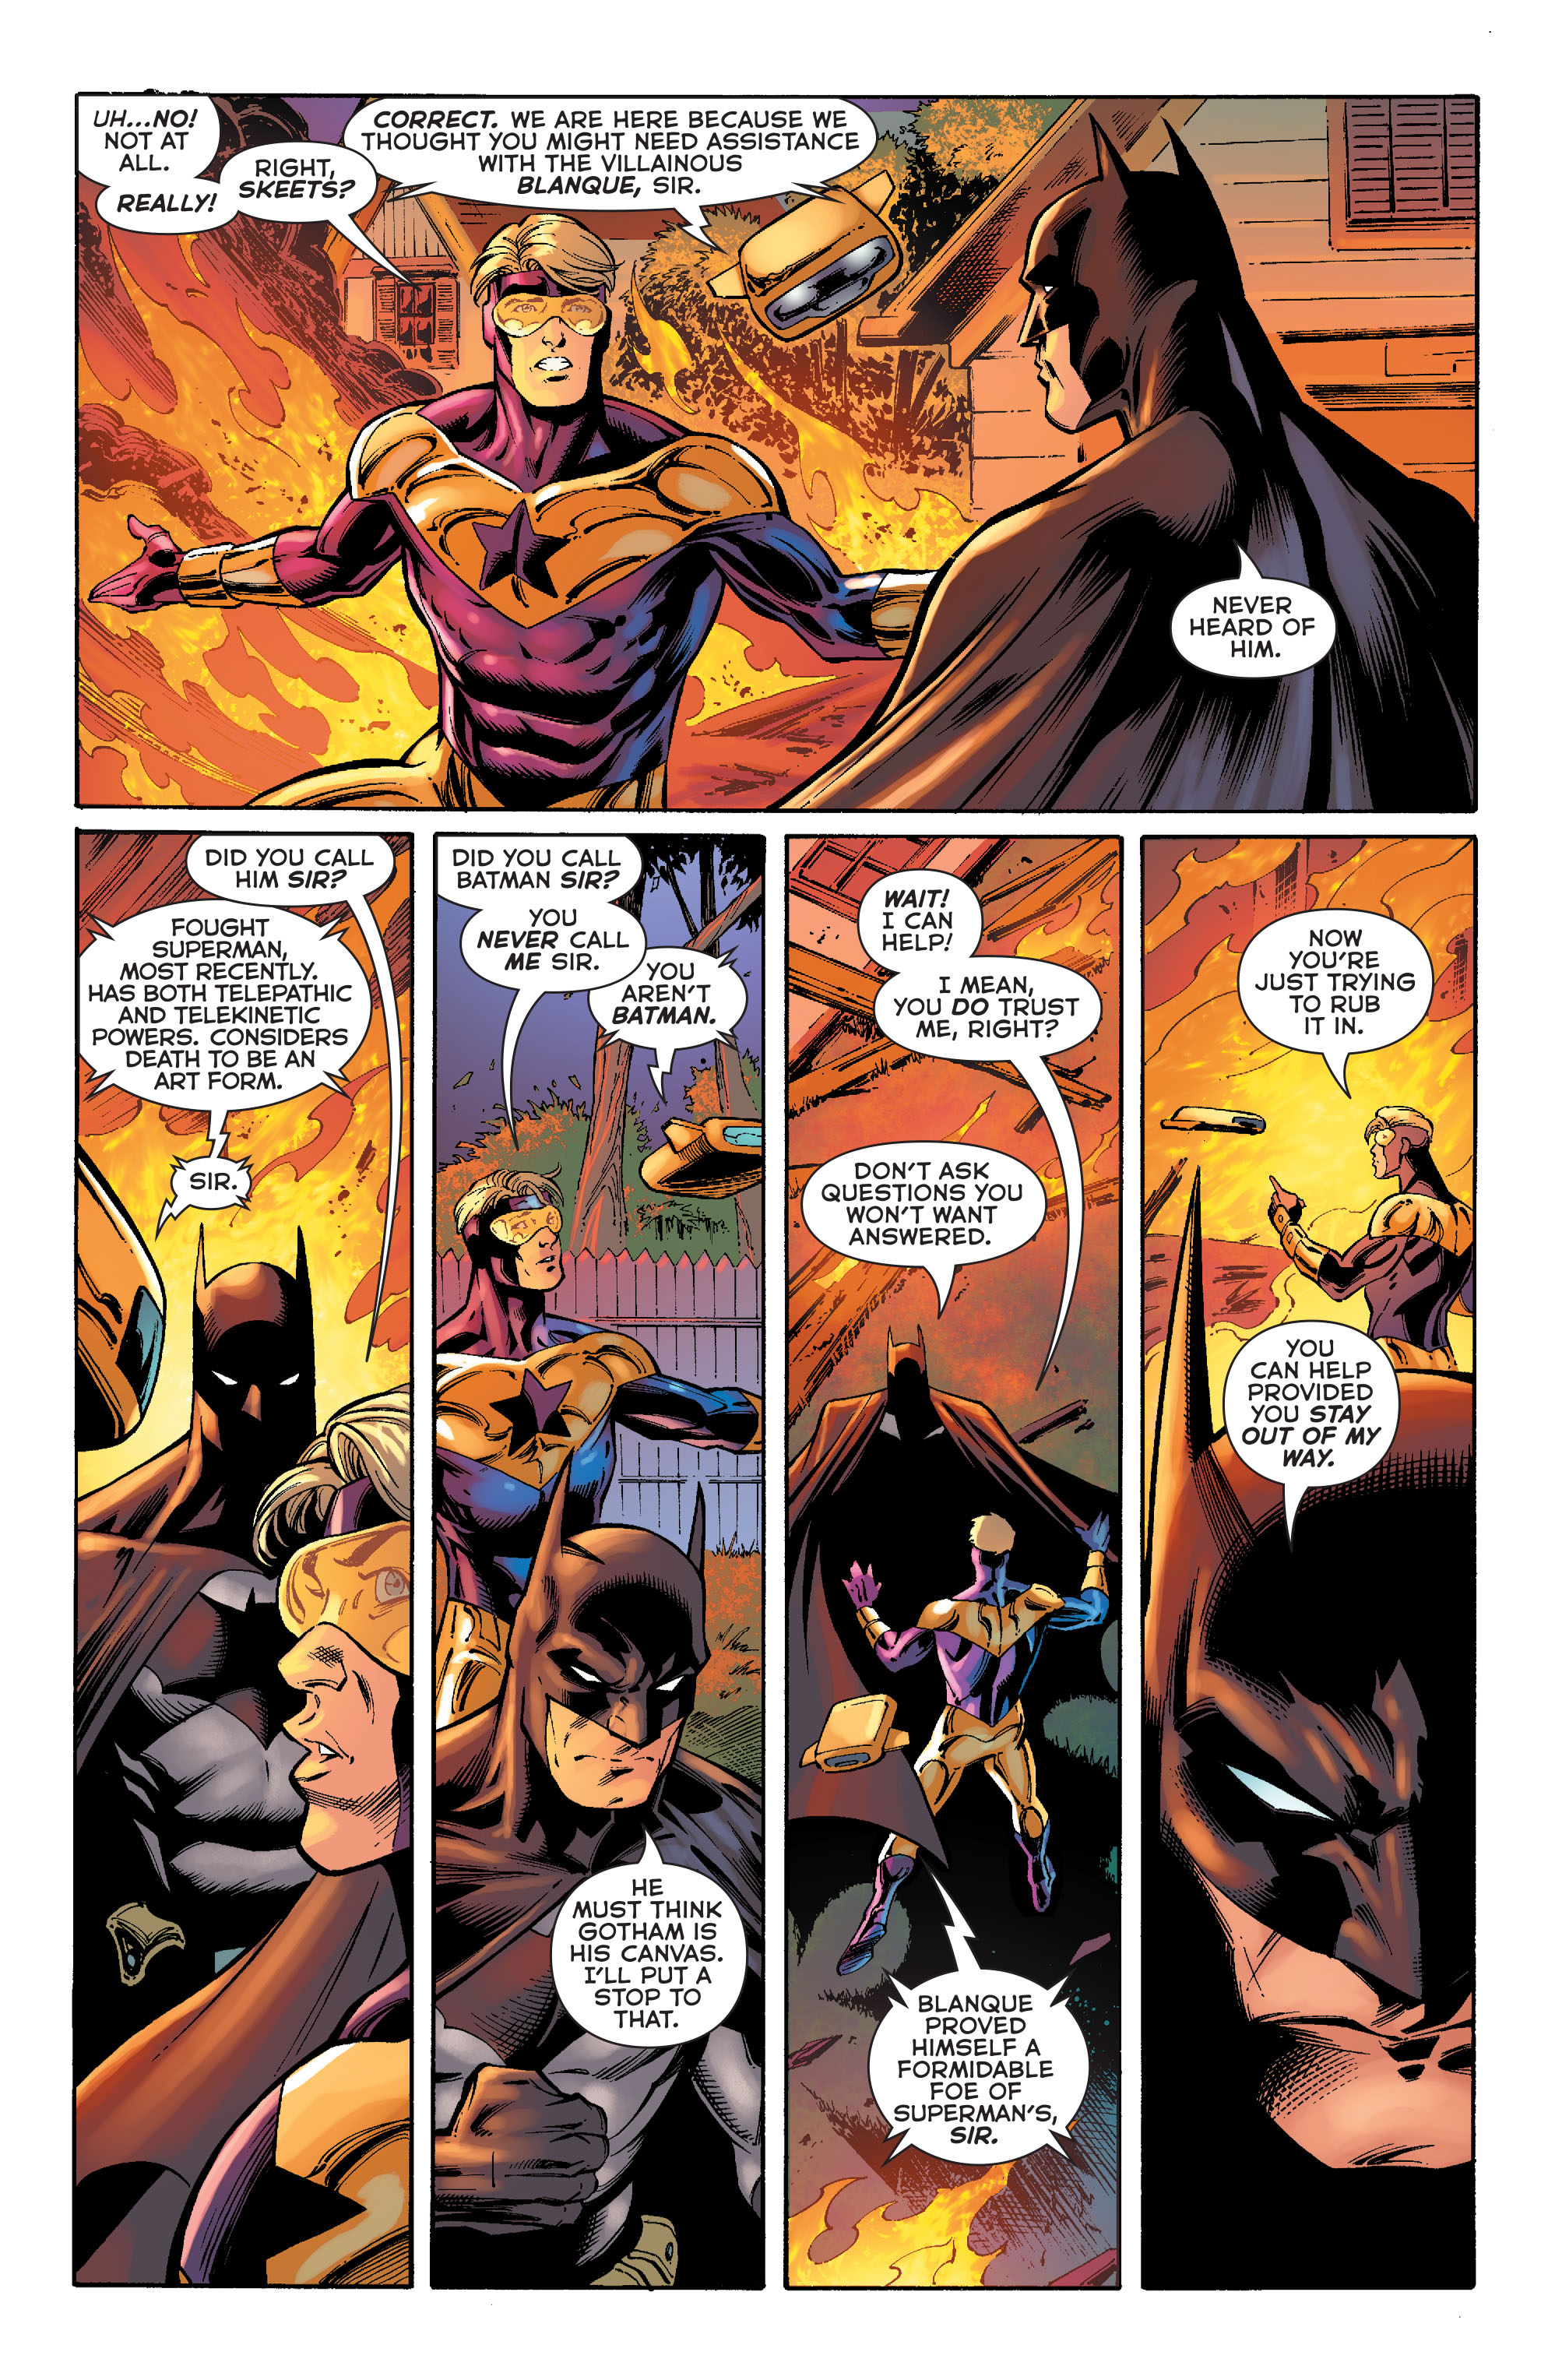 UH...NO!
NOT AT
ALL.
REALLY!
RIGHT,
SKEETS?
CORRECT. WE ARE HERE BECAUSE WE
THOUGHT YOU MIGHT NEED ASSISTANCE
WITH THE VILLAINOUS
BLANQUE, SIR.
NEVER
HEARD OF
HIM.
DID YOU CALL
HIM SIR?
FOUGHT
SUPERMAN,
MOST RECENTLY.
HAS BOTH TELEPATHIC
AND TELEKINETIC
POWERS. CONSIDERS
DEATH TO BE AN
ART FORM.
SIR.
DID YOU CALL
BATMAN SIR?
YOU
NEVER CALL
ME SIR.
YOU
AREN'T
BATMAN.
HE
MUST THINK
GOTHAM IS
HIS CANVAS.
I'LL PUT A
STOP TO
THAT.
WAIT!
I CAN
HELP!
I MEAN,
YOU DO TRUST
ME, RIGHT?
DON'T ASK
QUESTIONS YOU
WON'T WANT
ANSWERED.
BLANQUE
PROVED
HIMSELF A
FORMIDABLE
FOE OF
SUPERMAN'S,
SIR.
NOW
YOU'RE
JUST TRYING
TO RUB
IT IN.
YOU
CAN HELP
PROVIDED
YOU STAY
OUT OF MY
WAY.